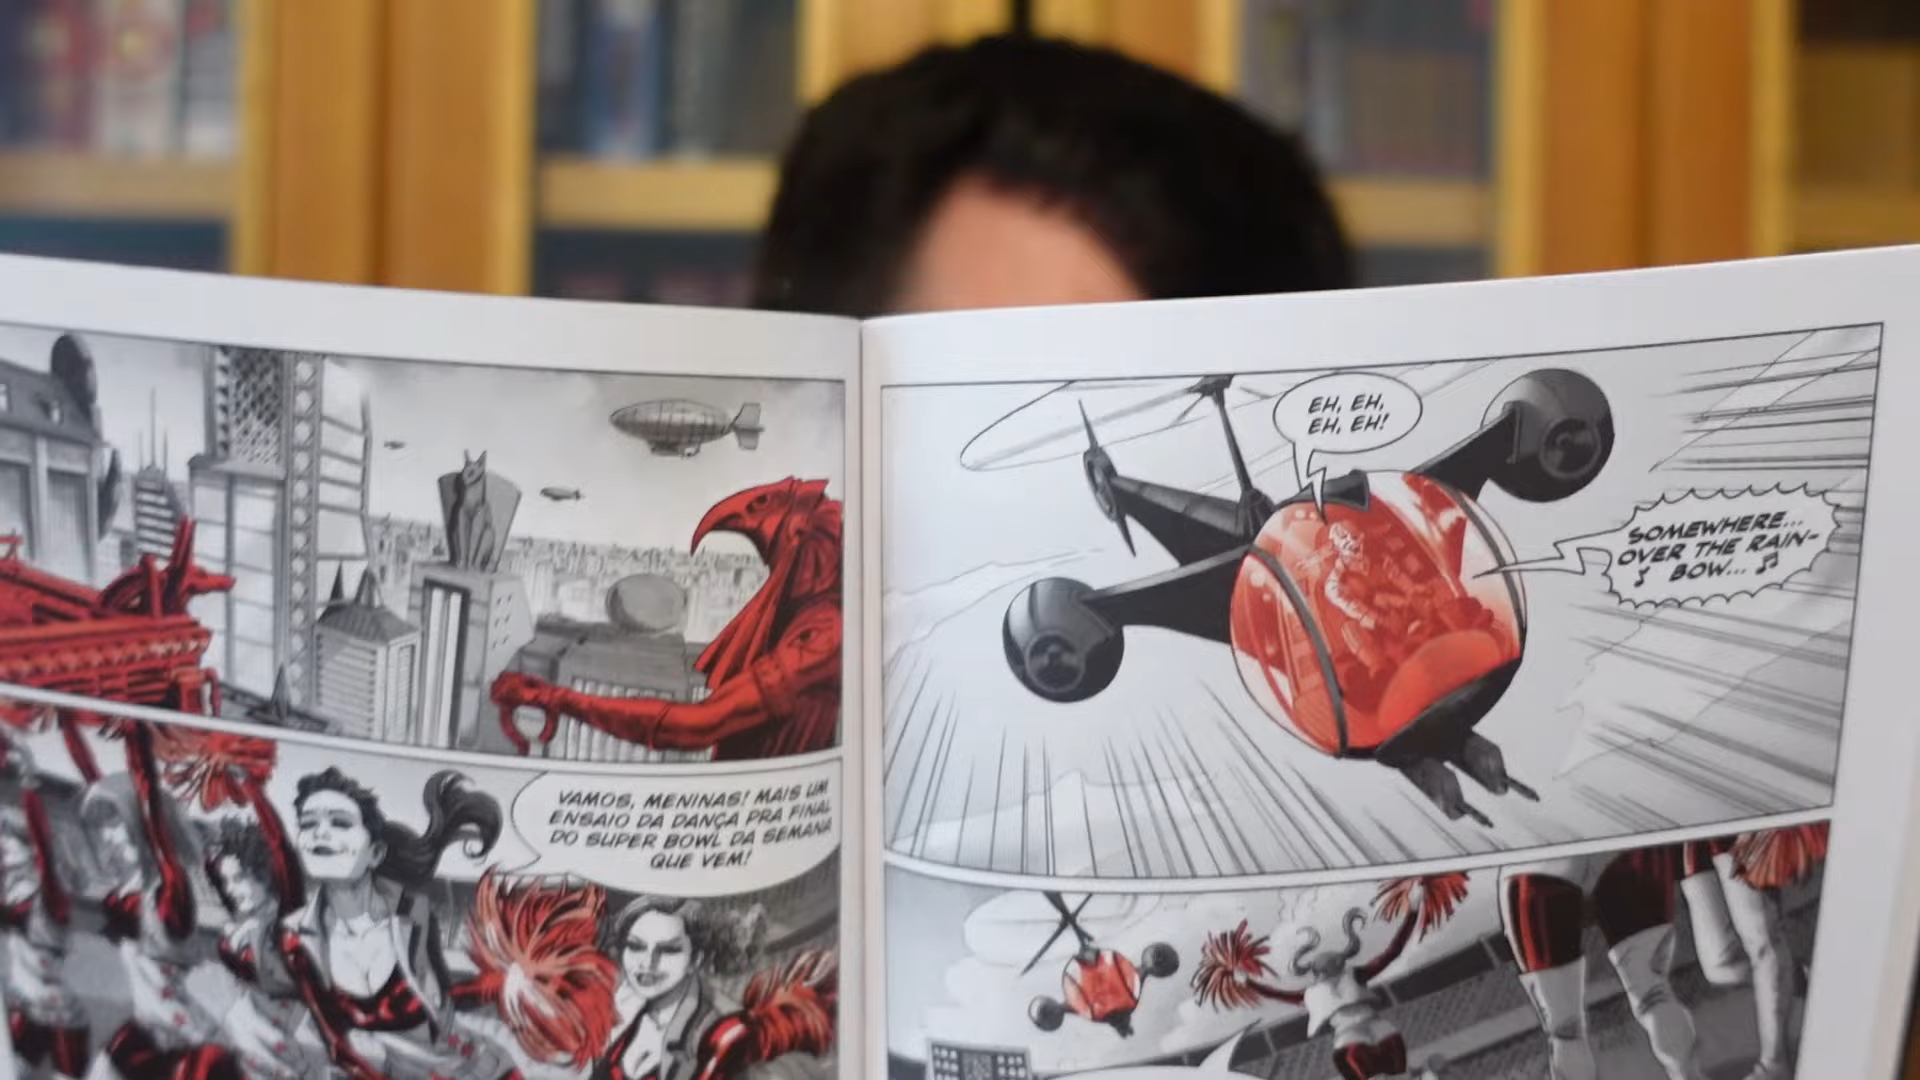 VAMOS, MENINAS! MAIS UM
ENSAIO DA DANÇA PRA FINAL
DO SUPER BOWL DA SEMANA
QUE VEM!
EH, EH,
EH, EH!
SOMEWHERE...
OVER THE RAIN-
BOW...